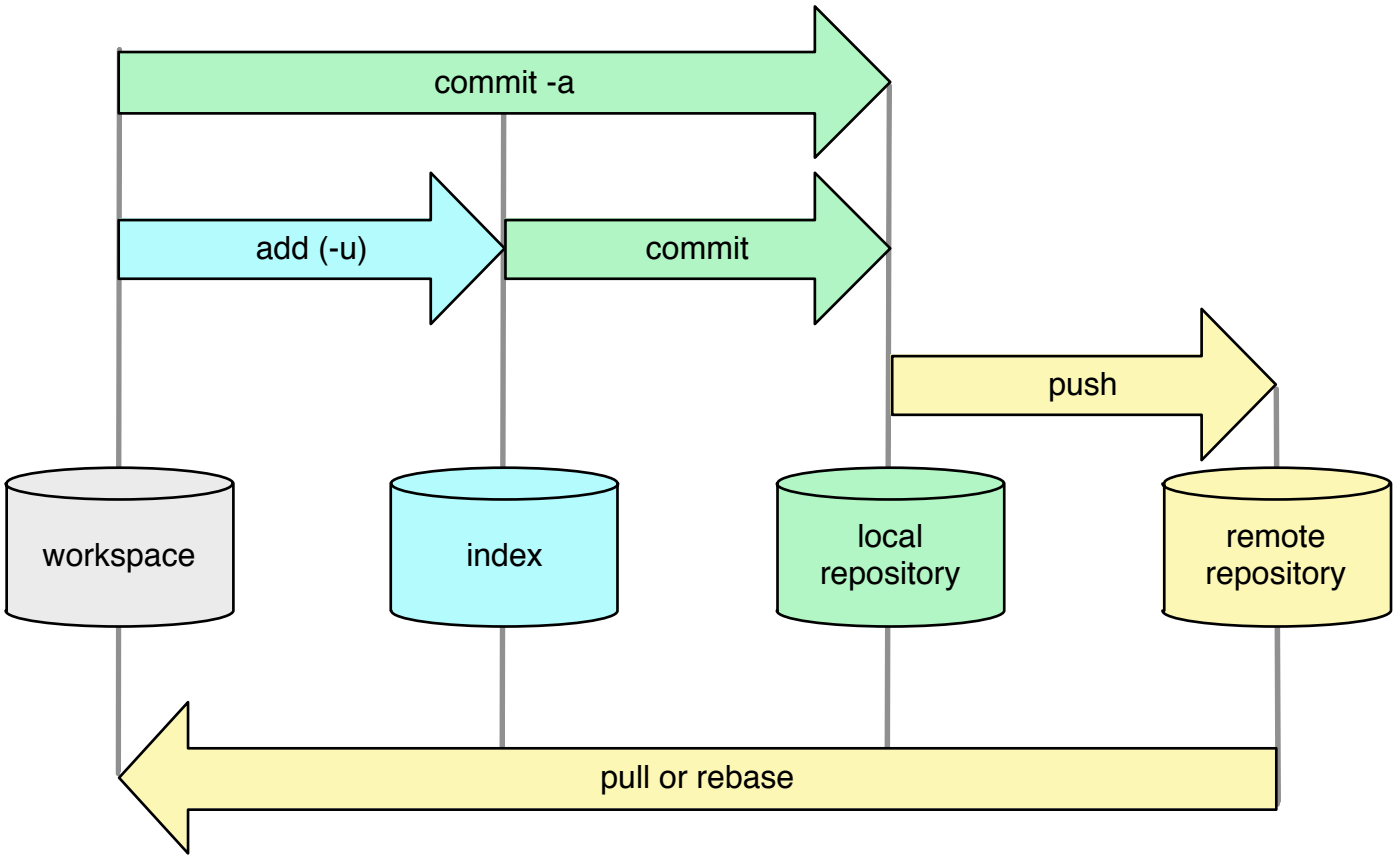 commit -a
add (-u)
commit
push
workspace
index
local
repository
remote
repository
pull or rebase